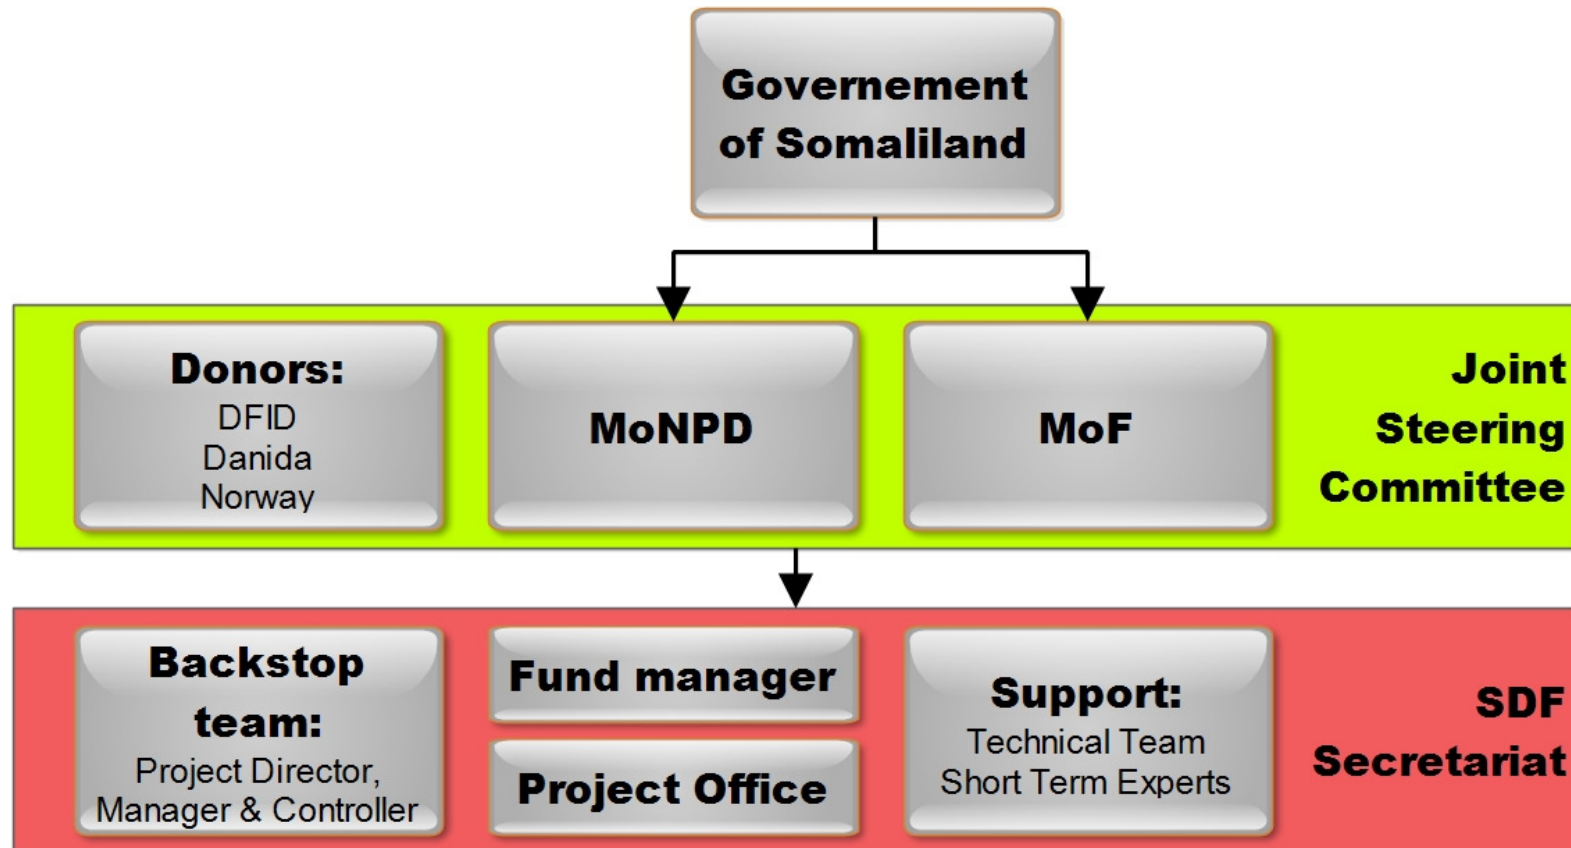 Governement
of Somaliland
Donors:
DFID
Danida
Norway
MoNPD
MoF
Joint
Steering
Committee
Backstop
team:
Project Director,
Manager & Controller
Fund manager
Project Office
Support:
Technical Team
Short Term Experts
SDF
Secretariat